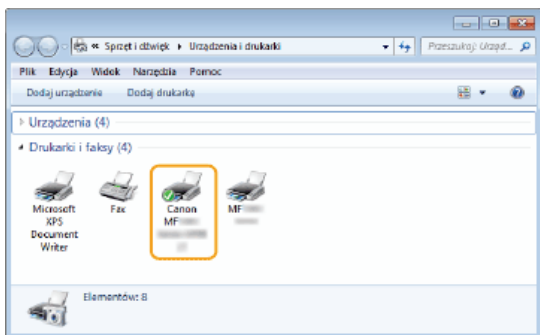 « Sprzęt i dźwięk ▸ Urządzenia i drukarki
Przeszukaj: Urząd...
Plik Edycja Widok Narzędzia Pomoc
Dodaj urządzenie Dodaj drukarkę
Urządzenia (4)
Drukarki i faksy (4)
Microsoft XPS Document Writer
Fax
Canon MF
MF
Elementów: 8